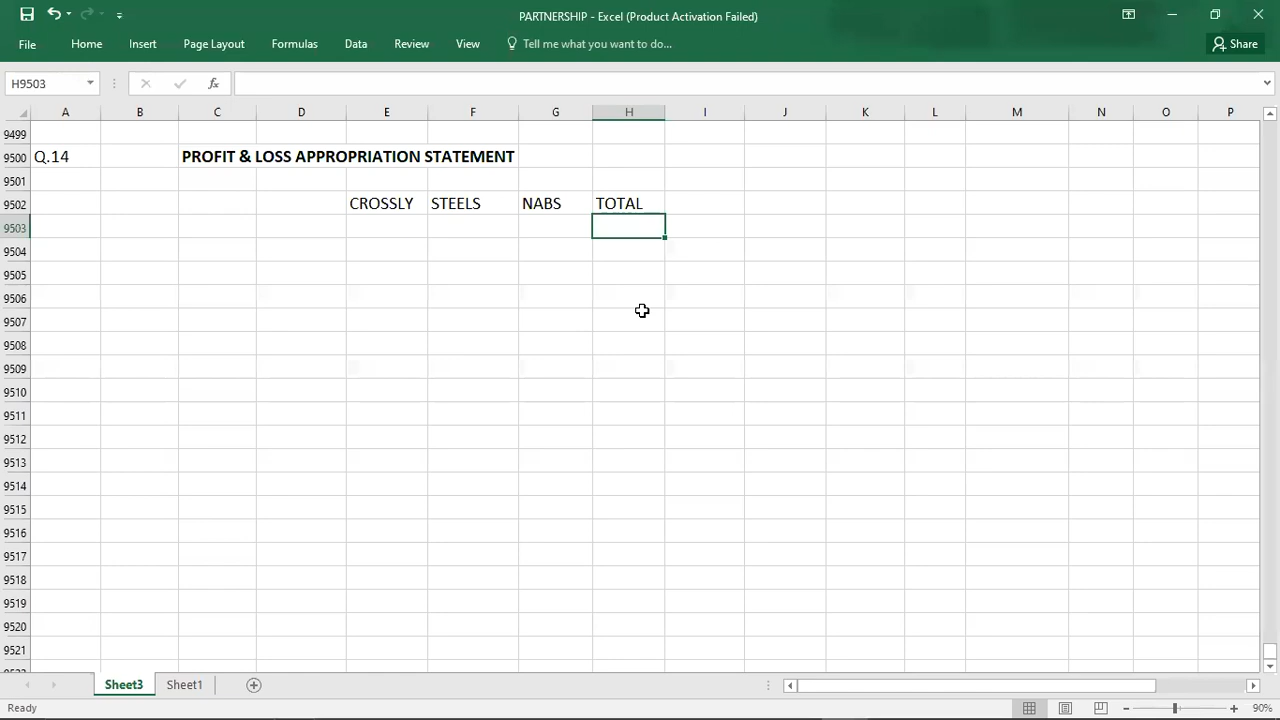 PARTNERSHIP - Excel (Product Activation Failed)
File Home Insert Page Layout Formulas Data Review View Tell me what you want to do... Share
H9503 fx
A B C D E F G H I J K L M N O P
9499
9500 Q.14 PROFIT & LOSS APPROPRIATION STATEMENT
9501
9502 CROSSLY STEELS NABS TOTAL
9503
9504
9505
9506
9507
9508
9509
9510
9511
9512
9513
9514
9515
9516
9517
9518
9519
9520
9521
Sheet3 Sheet1
Ready 90%